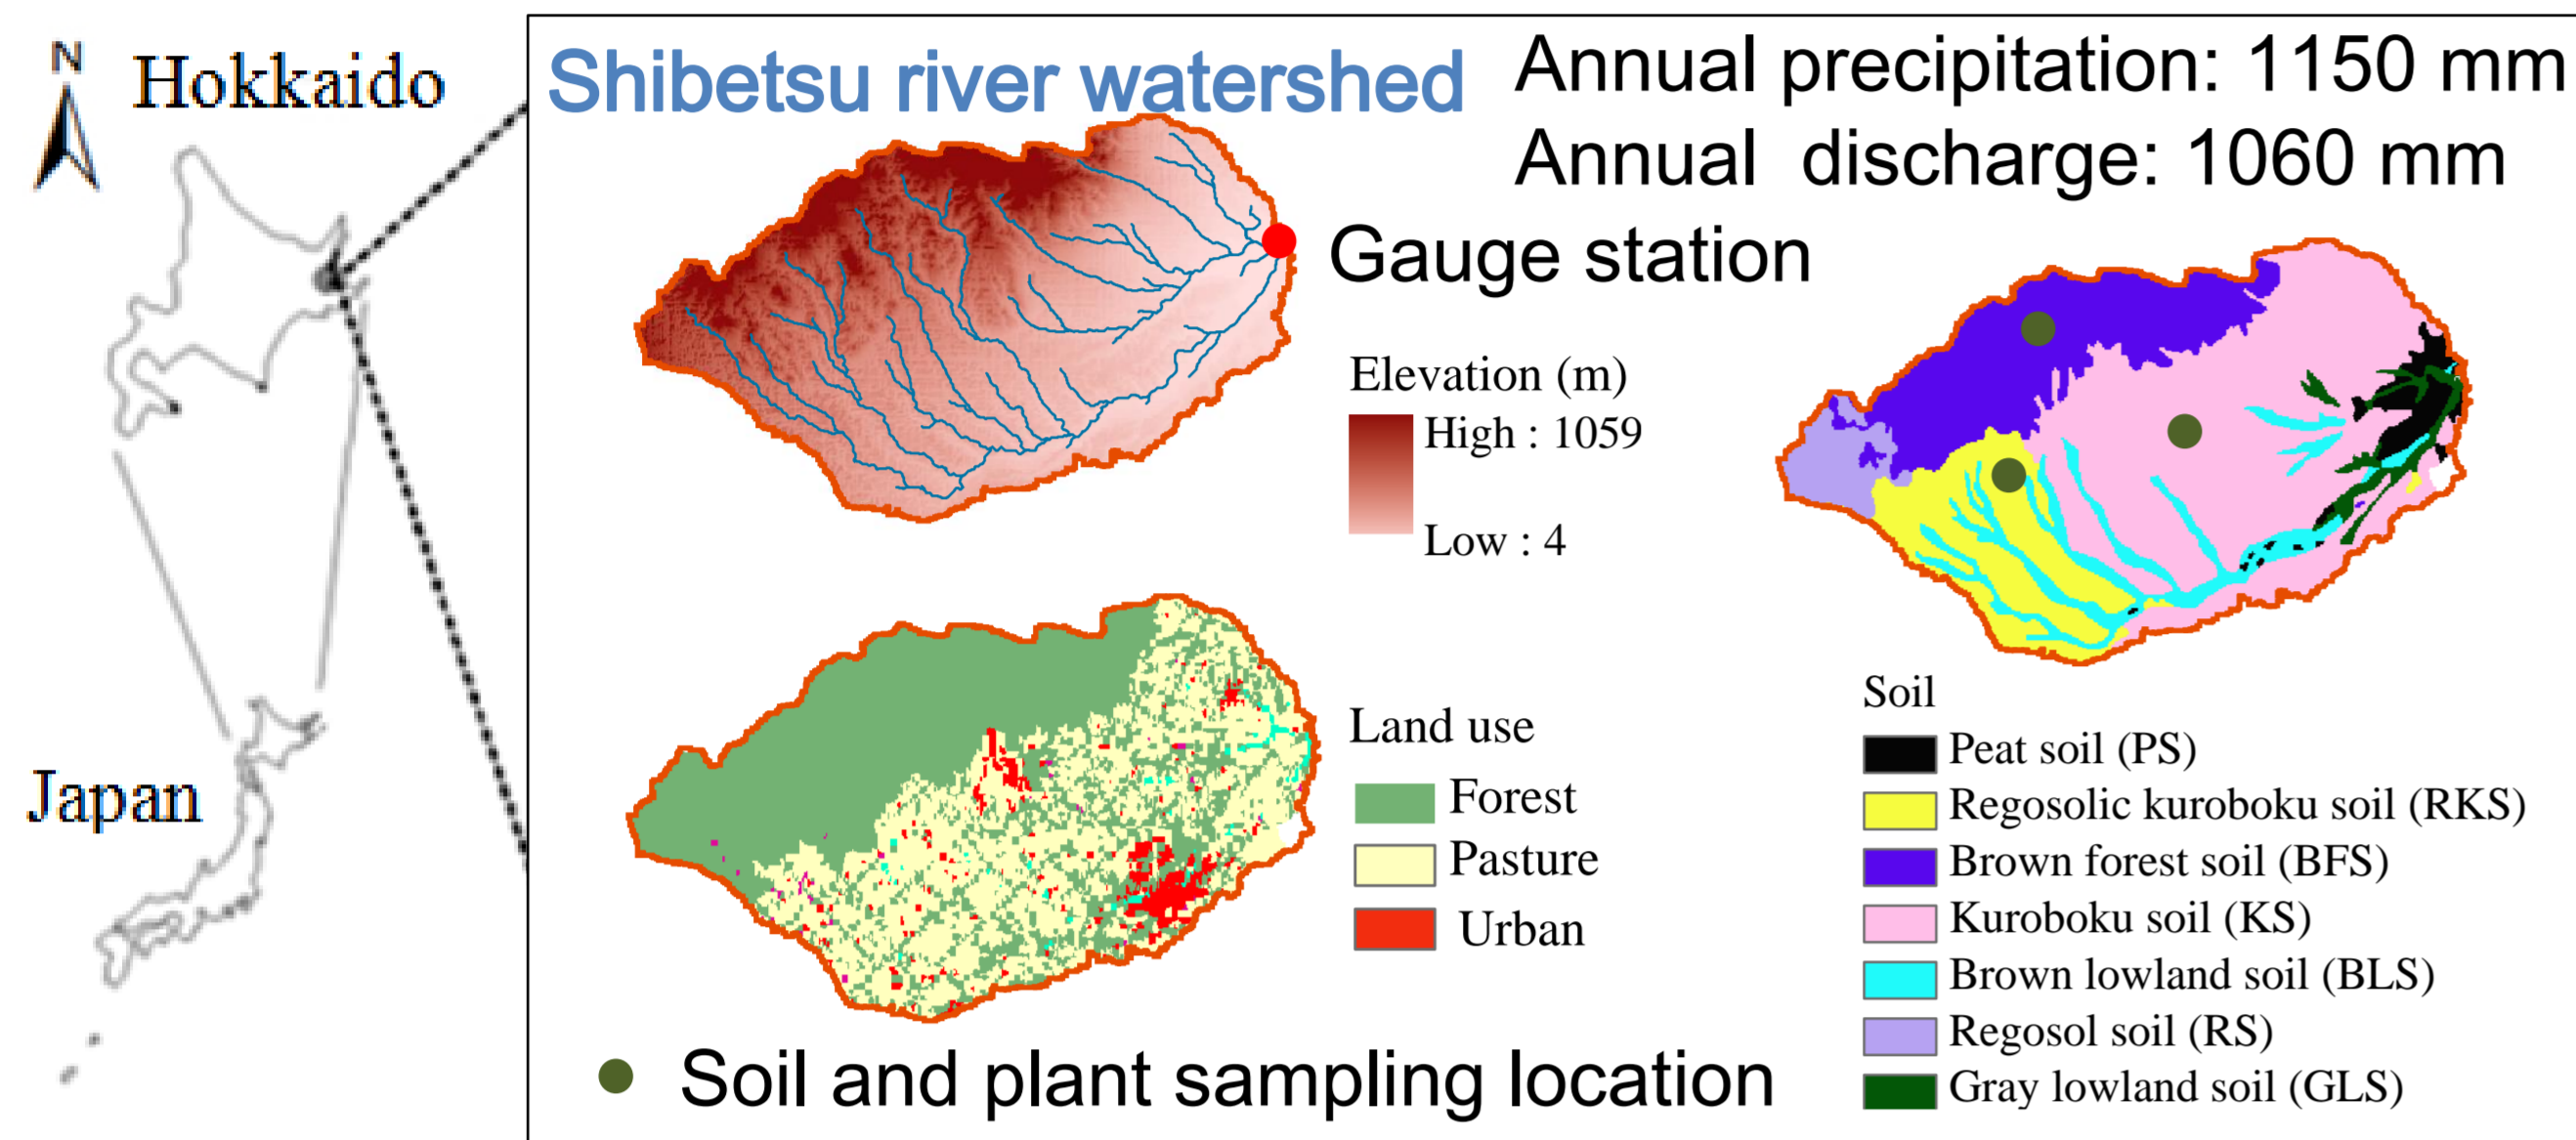 N
Hokkaido
Japan
Shibetsu river watershed
Annual precipitation: 1150 mm
Annual discharge: 1060 mm
Gauge station
Elevation (m)
High : 1059
Low : 4
Land use
Forest
Pasture
Urban
Soil
Peat soil (PS)
Regosolic kuroboku soil (RKS)
Brown forest soil (BFS)
Kuroboku soil (KS)
Brown lowland soil (BLS)
Regosol soil (RS)
Gray lowland soil (GLS)
Soil and plant sampling location